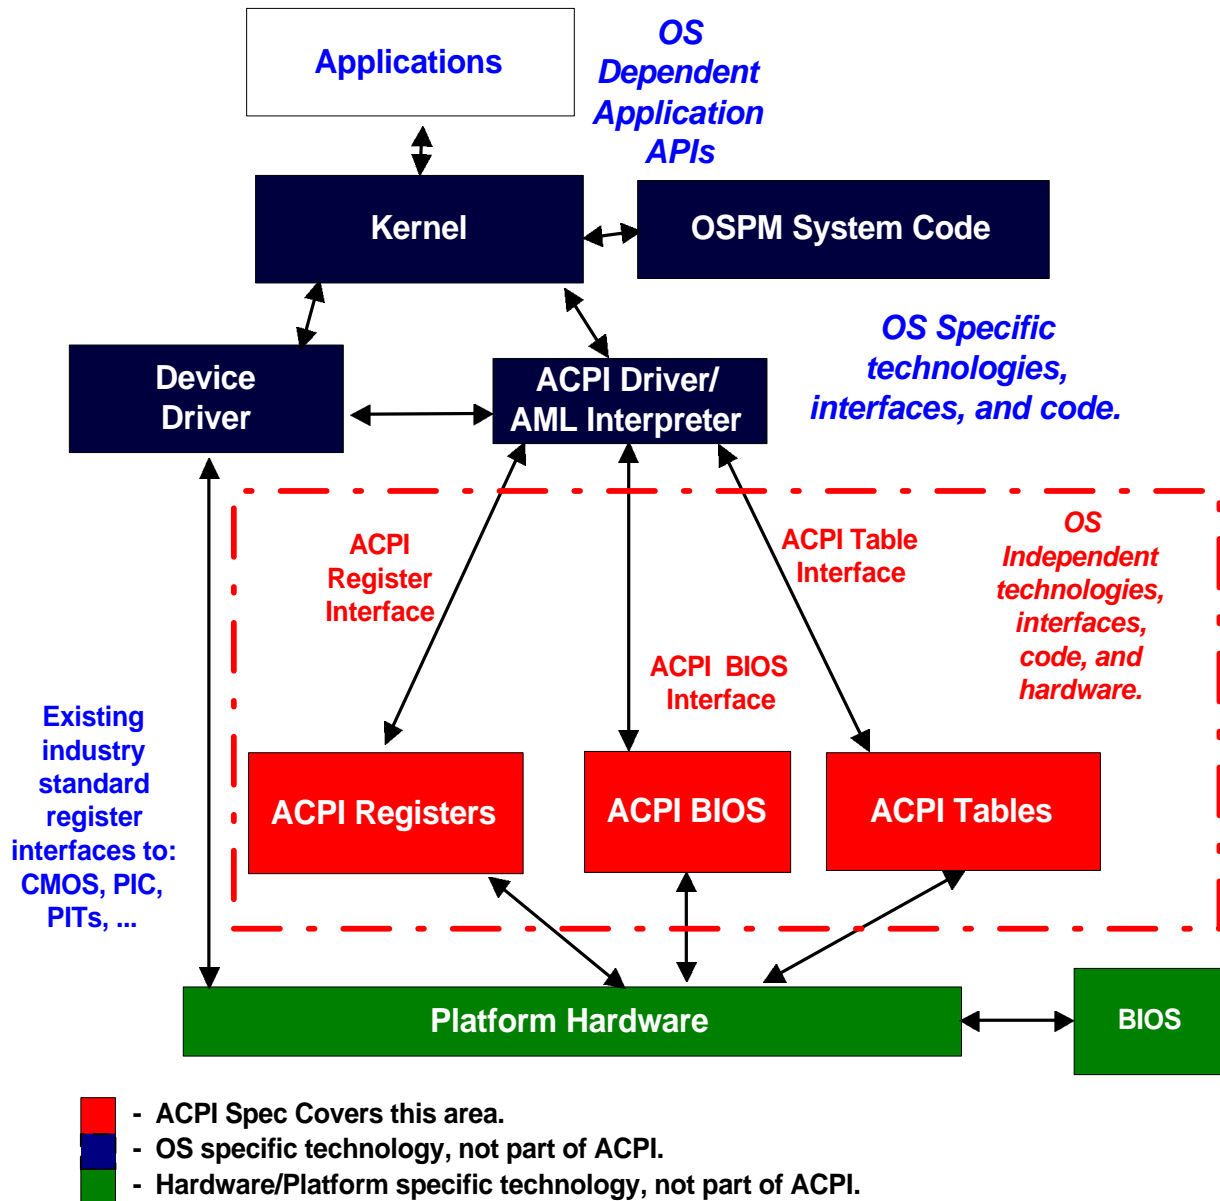 Applications
OS
Dependent
Application
APIs
Kernel
OSPM System Code
OS Specific
technologies,
interfaces, and code.
Device
Driver
ACPI Driver/
AML Interpreter
ACPI
Register
Interface
ACPI Table
Interface
OS
Independent
technologies,
interfaces,
code, and
hardware.
ACPI BIOS
Interface
Existing
industry
standard
register
interfaces to:
CMOS, PIC,
PITs, ...
ACPI Registers
ACPI BIOS
ACPI Tables
Platform Hardware
BIOS
- ACPI Spec Covers this area.
- OS specific technology, not part of ACPI.
- Hardware/Platform specific technology, not part of ACPI.